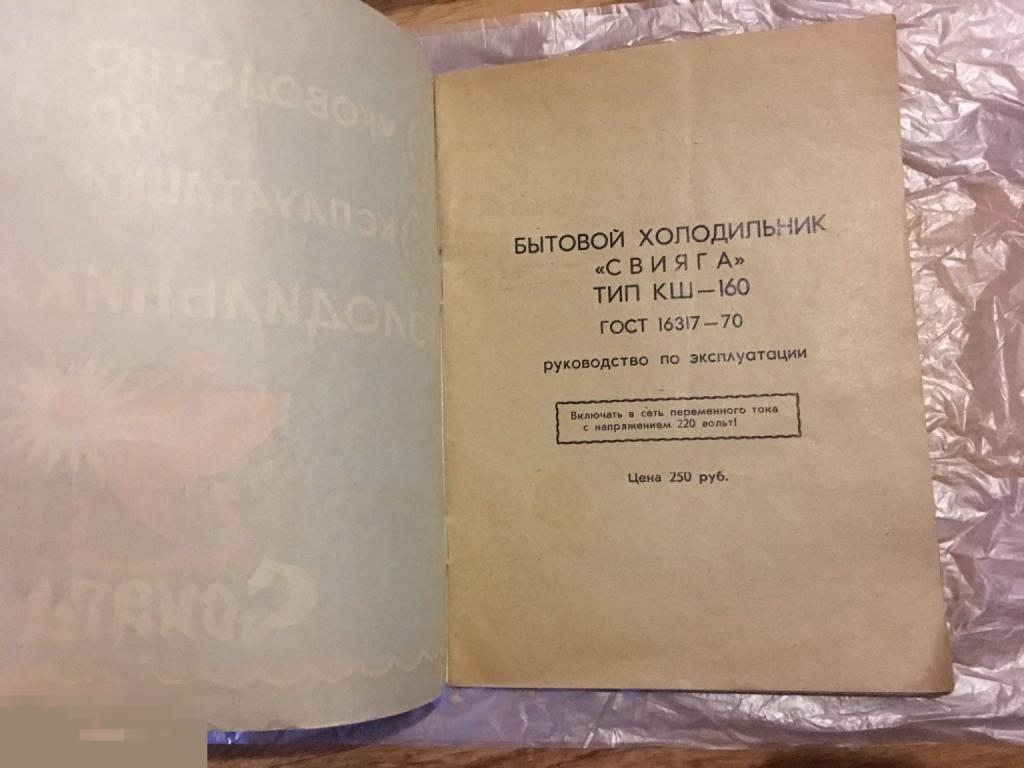 БЫТОВОЙ ХОЛОДИЛЬНИК
«СВИЯГА»
ТИП КШ—160
ГОСТ 16317—70
руководство по эксплуатации
Включать в сеть переменного тока
с напряжением 220 вольт!
Цена 250 руб.